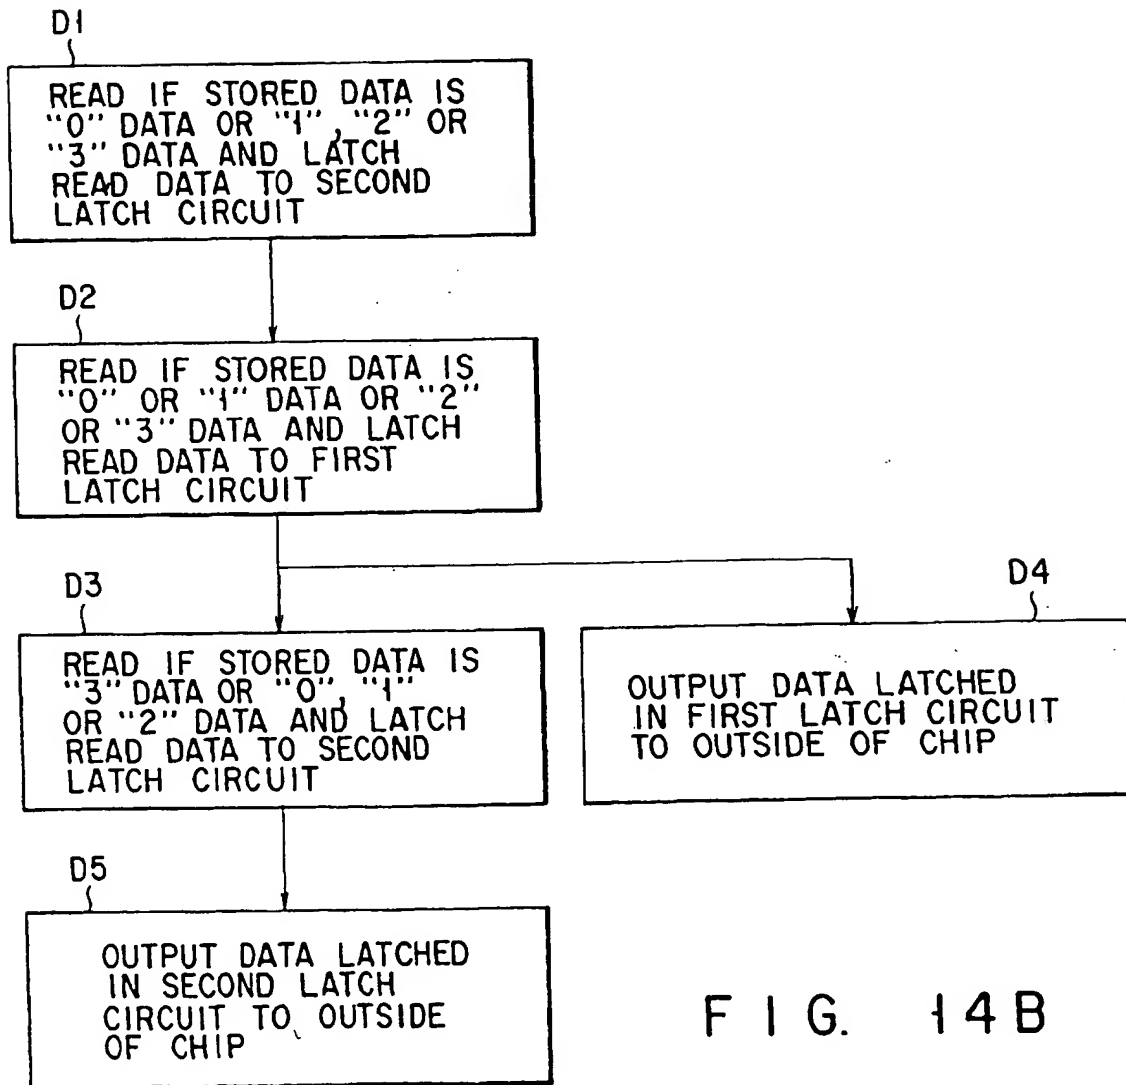 D1
READ IF STORED DATA IS
"0" DATA OR "1", "2" OR
"3" DATA AND LATCH
READ DATA TO SECOND
LATCH CIRCUIT
D2
READ IF STORED DATA IS
"0" OR "1" DATA OR "2"
OR "3" DATA AND LATCH
READ DATA TO FIRST
LATCH CIRCUIT
D3
READ IF STORED DATA IS
"3" DATA OR "0", "1"
OR "2" DATA AND LATCH
READ DATA TO SECOND
LATCH CIRCUIT
D4
OUTPUT DATA LATCHED
IN FIRST LATCH CIRCUIT
TO OUTSIDE OF CHIP
D5
OUTPUT DATA LATCHED
IN SECOND LATCH
CIRCUIT TO OUTSIDE
OF CHIP
FIG. 14B